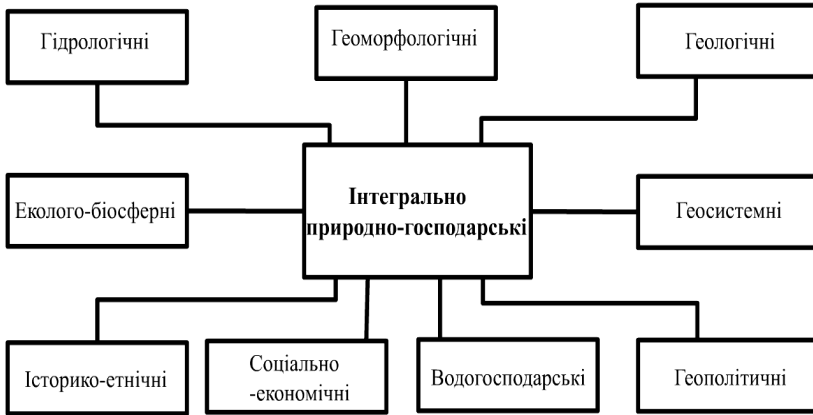 Гідрологічні
Геоморфологічні
Геологічні
Еколого-біосферні
Інтегрально
природно-господарські
Геосистемні
Історико-етнічні
Соціально
-економічні
Водогосподарські
Геополітичні